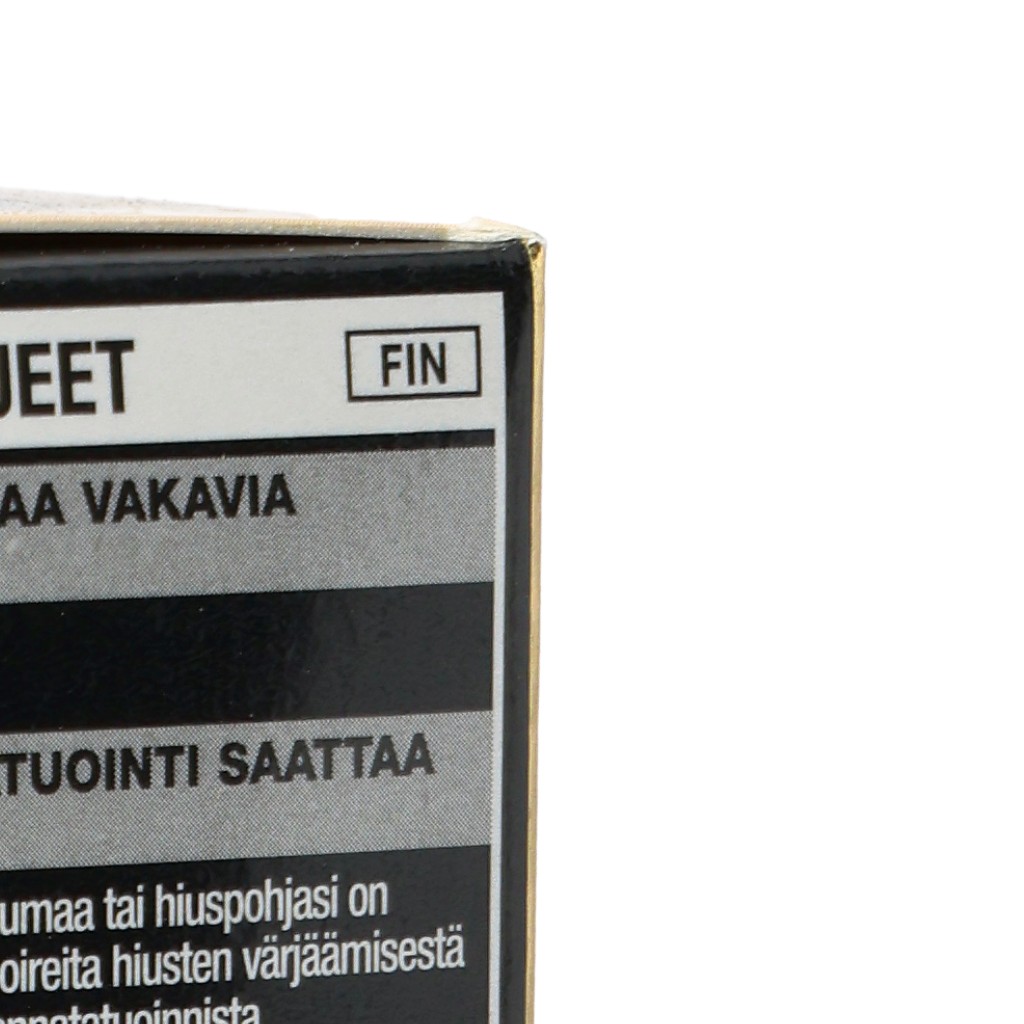 JEET FIN
AA VAKAVIA
TUOINTI SAATTAA
umaa tai hiuspohjasi on
oireita hiusten värjäämisestä